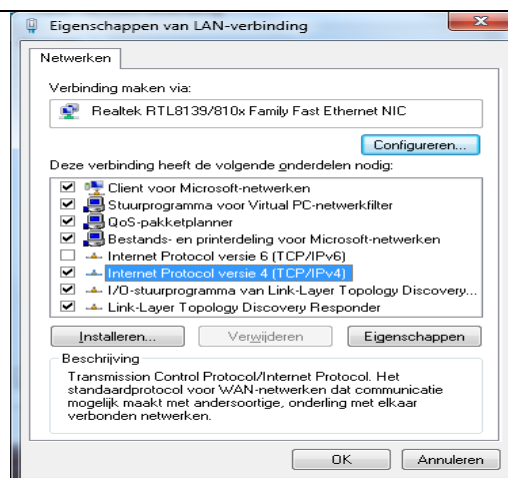 Eigenschappen van LAN-verbinding
Netwerken
Verbinding maken via:
Realtek RTL8139/810x Family Fast Ethernet NIC
Configureren...
Deze verbinding heeft de volgende onderdelen nodig:
Client voor Microsoft-netwerken
Stuurprogramma voor Virtual PC-netwerkfilter
QoS-pakketplanner
Bestands- en printerdeling voor Microsoft-netwerken
Internet Protocol versie 6 (TCP/IPv6)
Internet Protocol versie 4 (TCP/IPv4)
I/O-stuurprogramma van Link-Layer Topology Discovery...
Link-Layer Topology Discovery Responder
Installeren... Verwijderen Eigenschappen
Beschrijving
Transmission Control Protocol/Internet Protocol. Het
standaardprotocol voor WAN-netwerken dat communicatie
mogelijk maakt met andersoortige, onderling met elkaar
verbonden netwerken.
OK Annuleren